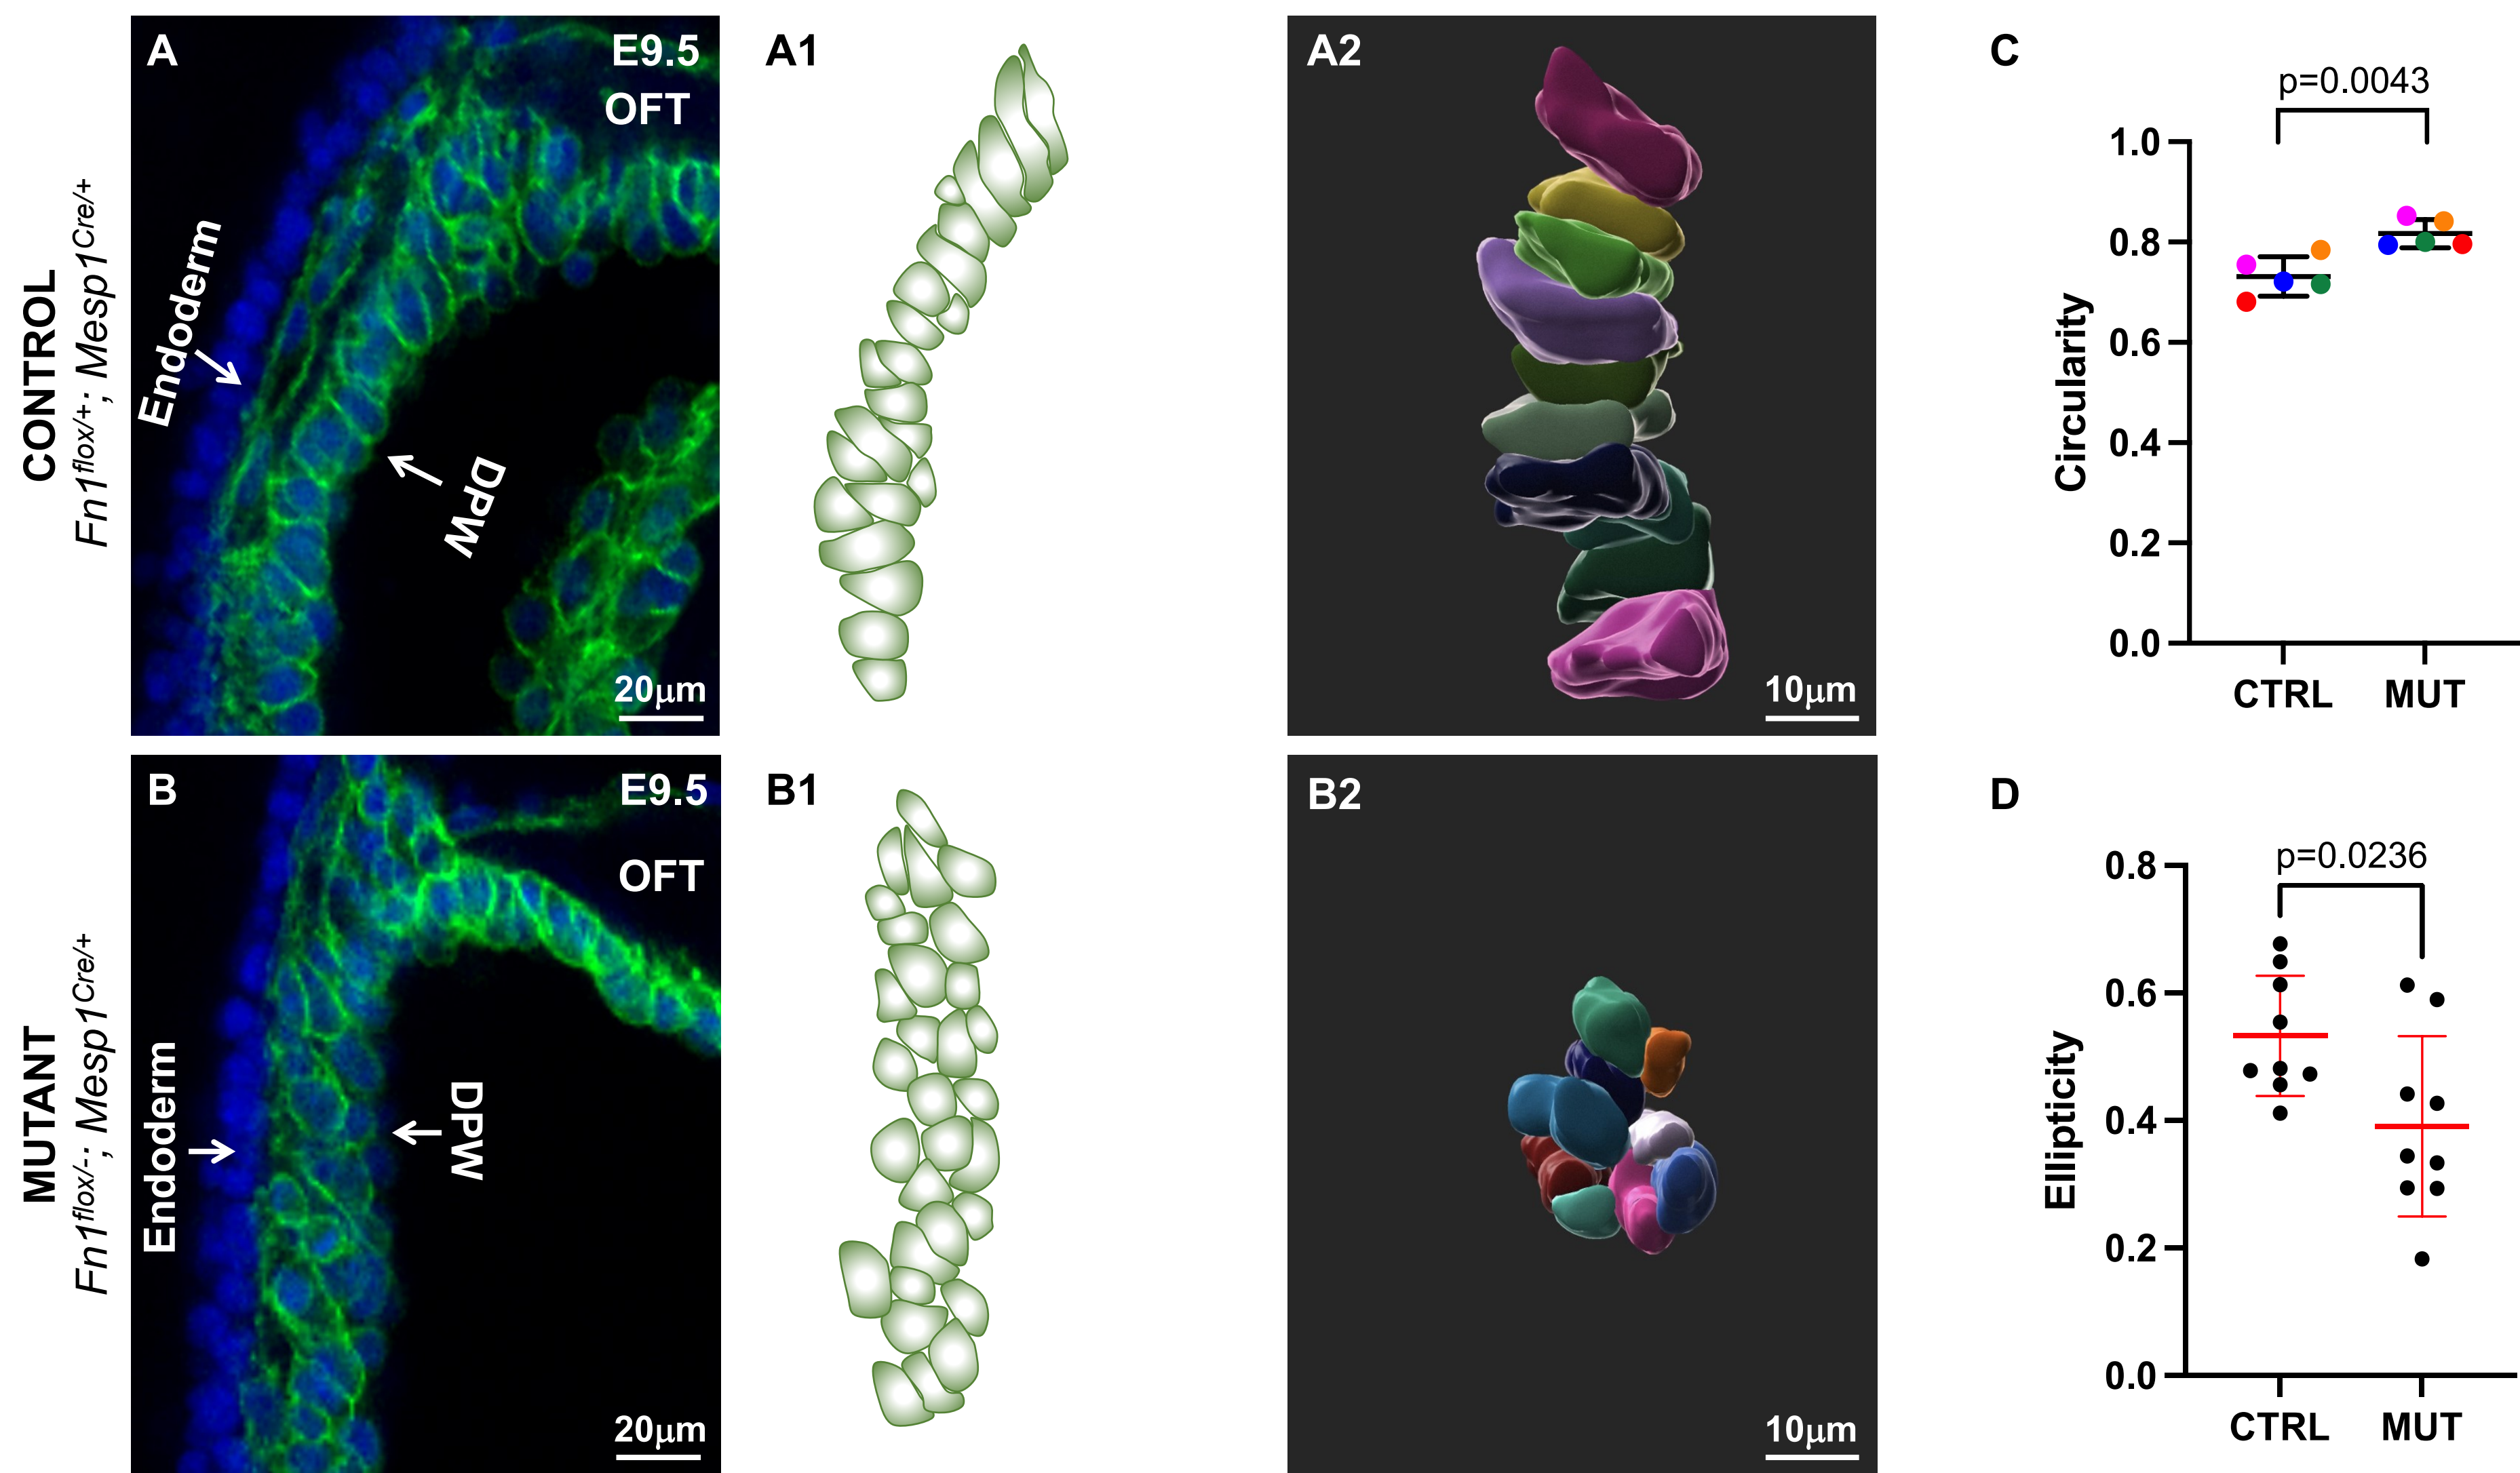 CONTROL
Fn1flox/+; Mesp1Cre/+
A
E9.5
OFT
Endoderm
DPW
20μm
A1
A2
10μm
C
p=0.0043
Circularity
1.0
0.8
0.6
0.4
0.2
0.0
CTRL MUT
MUTANT
Fn1flox/-; Mesp1Cre/+
B
E9.5
OFT
Endoderm
DPW
20μm
B1
B2
10μm
D
p=0.0236
Ellipticity
0.8
0.6
0.4
0.2
0.0
CTRL MUT